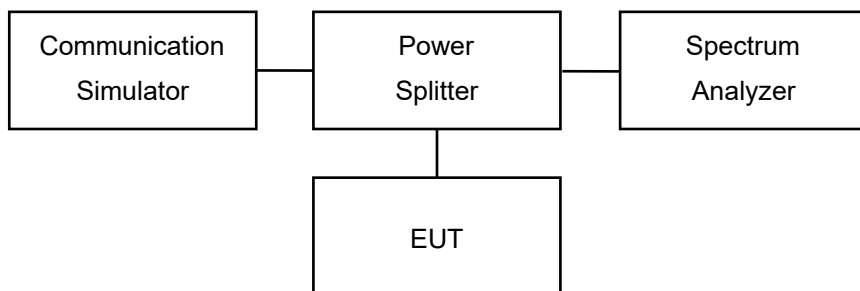 Communication
Simulator
Power
Splitter
Spectrum
Analyzer
EUT